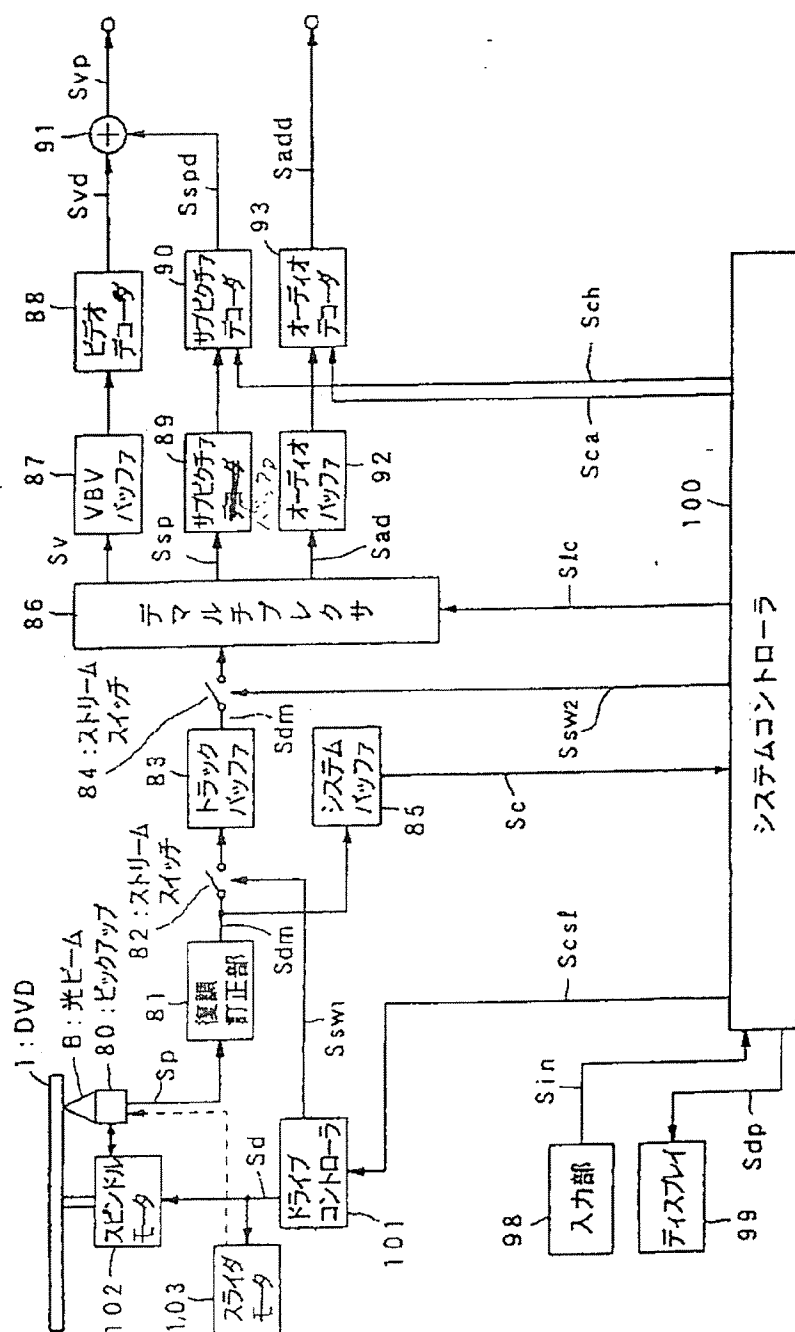 1:DVD
B:光ビーム
80:ピックアップ
102
スピンドル
モータ
103
スライダ
モータ
Sp
Sd
ドライブ
コントローラ
101
81
復調
訂正部
82:ストリーム
スイッチ
Sdm
Ssw1
83
トラック
バッファ
84:ストリーム
スイッチ
Sdm
システム
バッファ
85
Sc
Ssw2
86
デマルチプレクサ
Slc
Sv
Ssp
Sad
87
VBV
バッファ
89
サブピクチァ
バッファ
オーディオ
バッファ
92
88
ビデオ
デコーダ
90
サブピクチァ
デコーダ
93
オーディオ
デコーダ
Svd
91
Svp
Sspd
Sadd
Sca
Sch
Scsl
98
入力部
Sin
ディスプレイ
99
Sdp
100
システムコントローラ